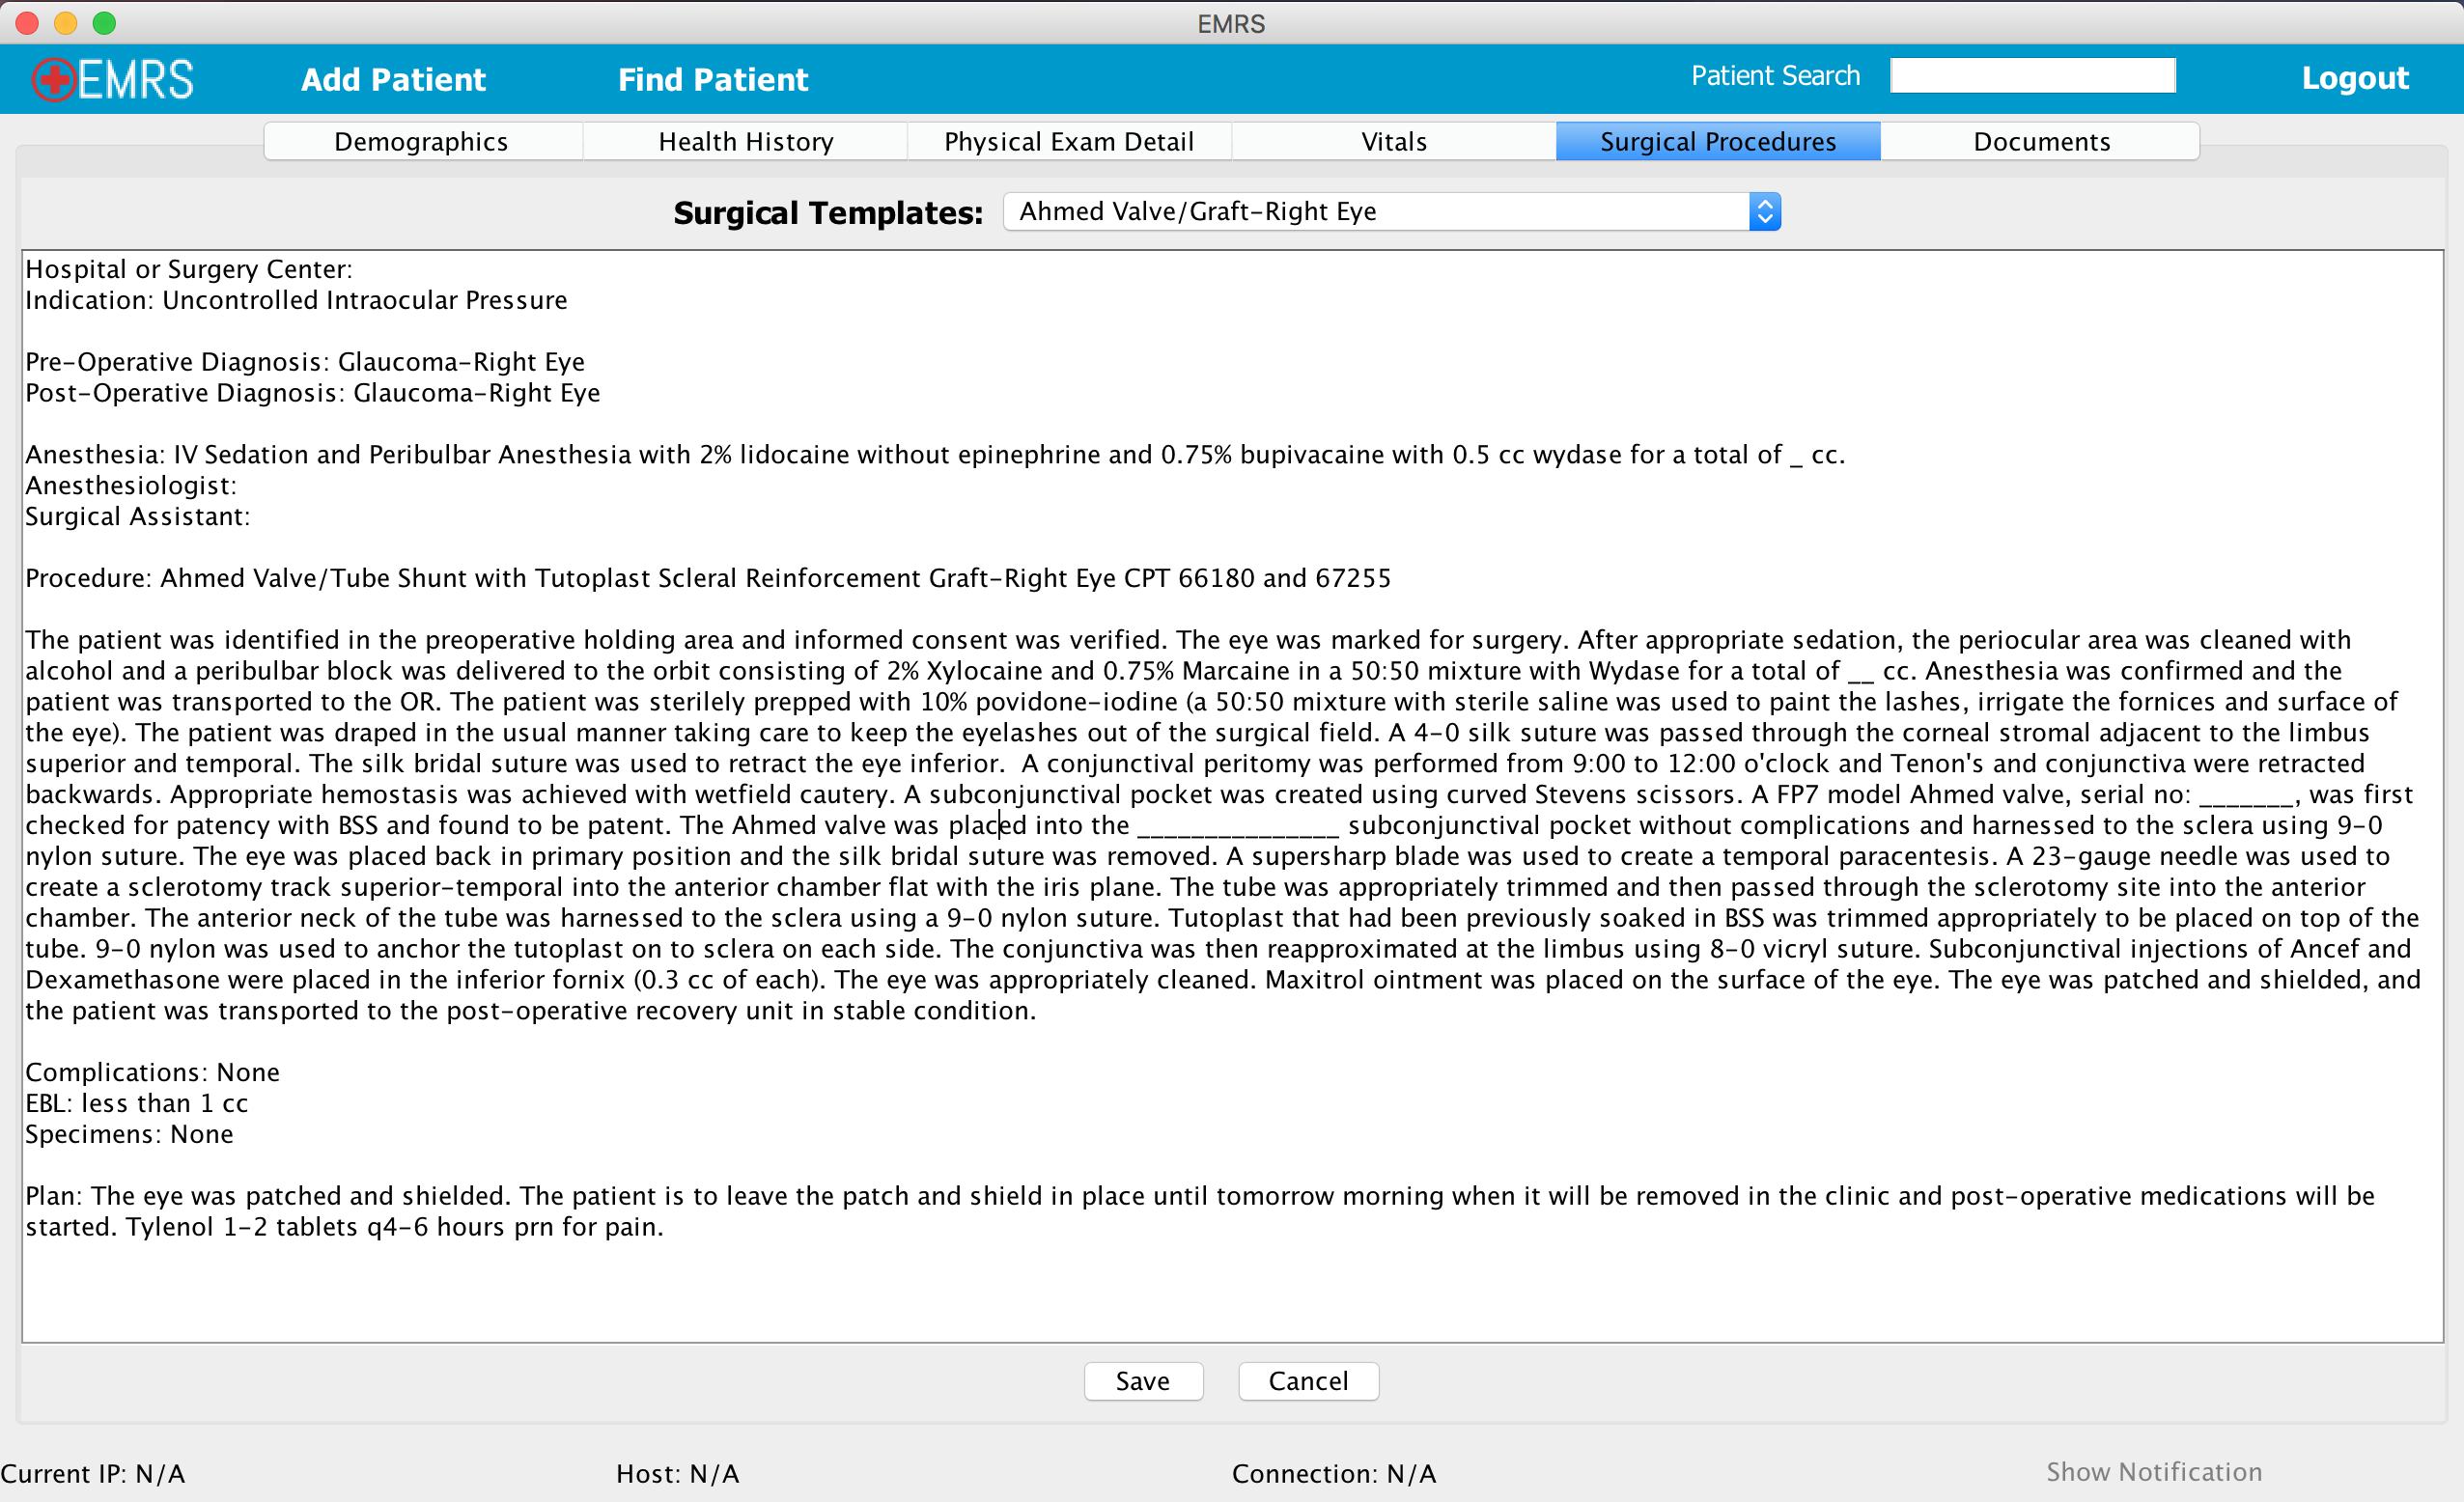 EMRS
EMRS
Add Patient
Find Patient
Patient Search
Logout
Demographics
Health History
Physical Exam Detail
Vitals
Surgical Procedures
Documents
Surgical Templates:
Ahmed Valve/Graft-Right Eye
Hospital or Surgery Center:
Indication: Uncontrolled Intraocular Pressure
Pre-Operative Diagnosis: Glaucoma-Right Eye
Post-Operative Diagnosis: Glaucoma-Right Eye
Anesthesia: IV Sedation and Peribulbar Anesthesia with 2% lidocaine without epinephrine and 0.75% bupivacaine with 0.5 cc wydase for a total of _ cc.
Anesthesiologist:
Surgical Assistant:
Procedure: Ahmed Valve/Tube Shunt with Tutoplast Scleral Reinforcement Graft-Right Eye CPT 66180 and 67255
The patient was identified in the preoperative holding area and informed consent was verified. The eye was marked for surgery. After appropriate sedation, the periocular area was cleaned with
alcohol and a peribulbar block was delivered to the orbit consisting of 2% Xylocaine and 0.75% Marcaine in a 50:50 mixture with Wydase for a total of __ cc. Anesthesia was confirmed and the
patient was transported to the OR. The patient was sterilely prepped with 10% povidone-iodine (a 50:50 mixture with sterile saline was used to paint the lashes, irrigate the fornices and surface of
the eye). The patient was draped in the usual manner taking care to keep the eyelashes out of the surgical field. A 4-0 silk suture was passed through the corneal stromal adjacent to the limbus
superior and temporal. The silk bridal suture was used to retract the eye inferior.  A conjunctival peritomy was performed from 9:00 to 12:00 o'clock and Tenon's and conjunctiva were retracted
backwards. Appropriate hemostasis was achieved with wetfield cautery. A subconjunctival pocket was created using curved Stevens scissors. A FP7 model Ahmed valve, serial no: _______, was first
checked for patency with BSS and found to be patent. The Ahmed valve was placed into the _______________ subconjunctival pocket without complications and harnessed to the sclera using 9-0
nylon suture. The eye was placed back in primary position and the silk bridal suture was removed. A supersharp blade was used to create a temporal paracentesis. A 23-gauge needle was used to
create a sclerotomy track superior-temporal into the anterior chamber flat with the iris plane. The tube was appropriately trimmed and then passed through the sclerotomy site into the anterior
chamber. The anterior neck of the tube was harnessed to the sclera using a 9-0 nylon suture. Tutoplast that had been previously soaked in BSS was trimmed appropriately to be placed on top of the
tube. 9-0 nylon was used to anchor the tutoplast on to sclera on each side. The conjunctiva was then reapproximated at the limbus using 8-0 vicryl suture. Subconjunctival injections of Ancef and
Dexamethasone were placed in the inferior fornix (0.3 cc of each). The eye was appropriately cleaned. Maxitrol ointment was placed on the surface of the eye. The eye was patched and shielded, and
the patient was transported to the post-operative recovery unit in stable condition.
Complications: None
EBL: less than 1 cc
Specimens: None
Plan: The eye was patched and shielded. The patient is to leave the patch and shield in place until tomorrow morning when it will be removed in the clinic and post-operative medications will be
started. Tylenol 1-2 tablets q4-6 hours prn for pain.
Save
Cancel
Current IP: N/A
Host: N/A
Connection: N/A
Show Notification